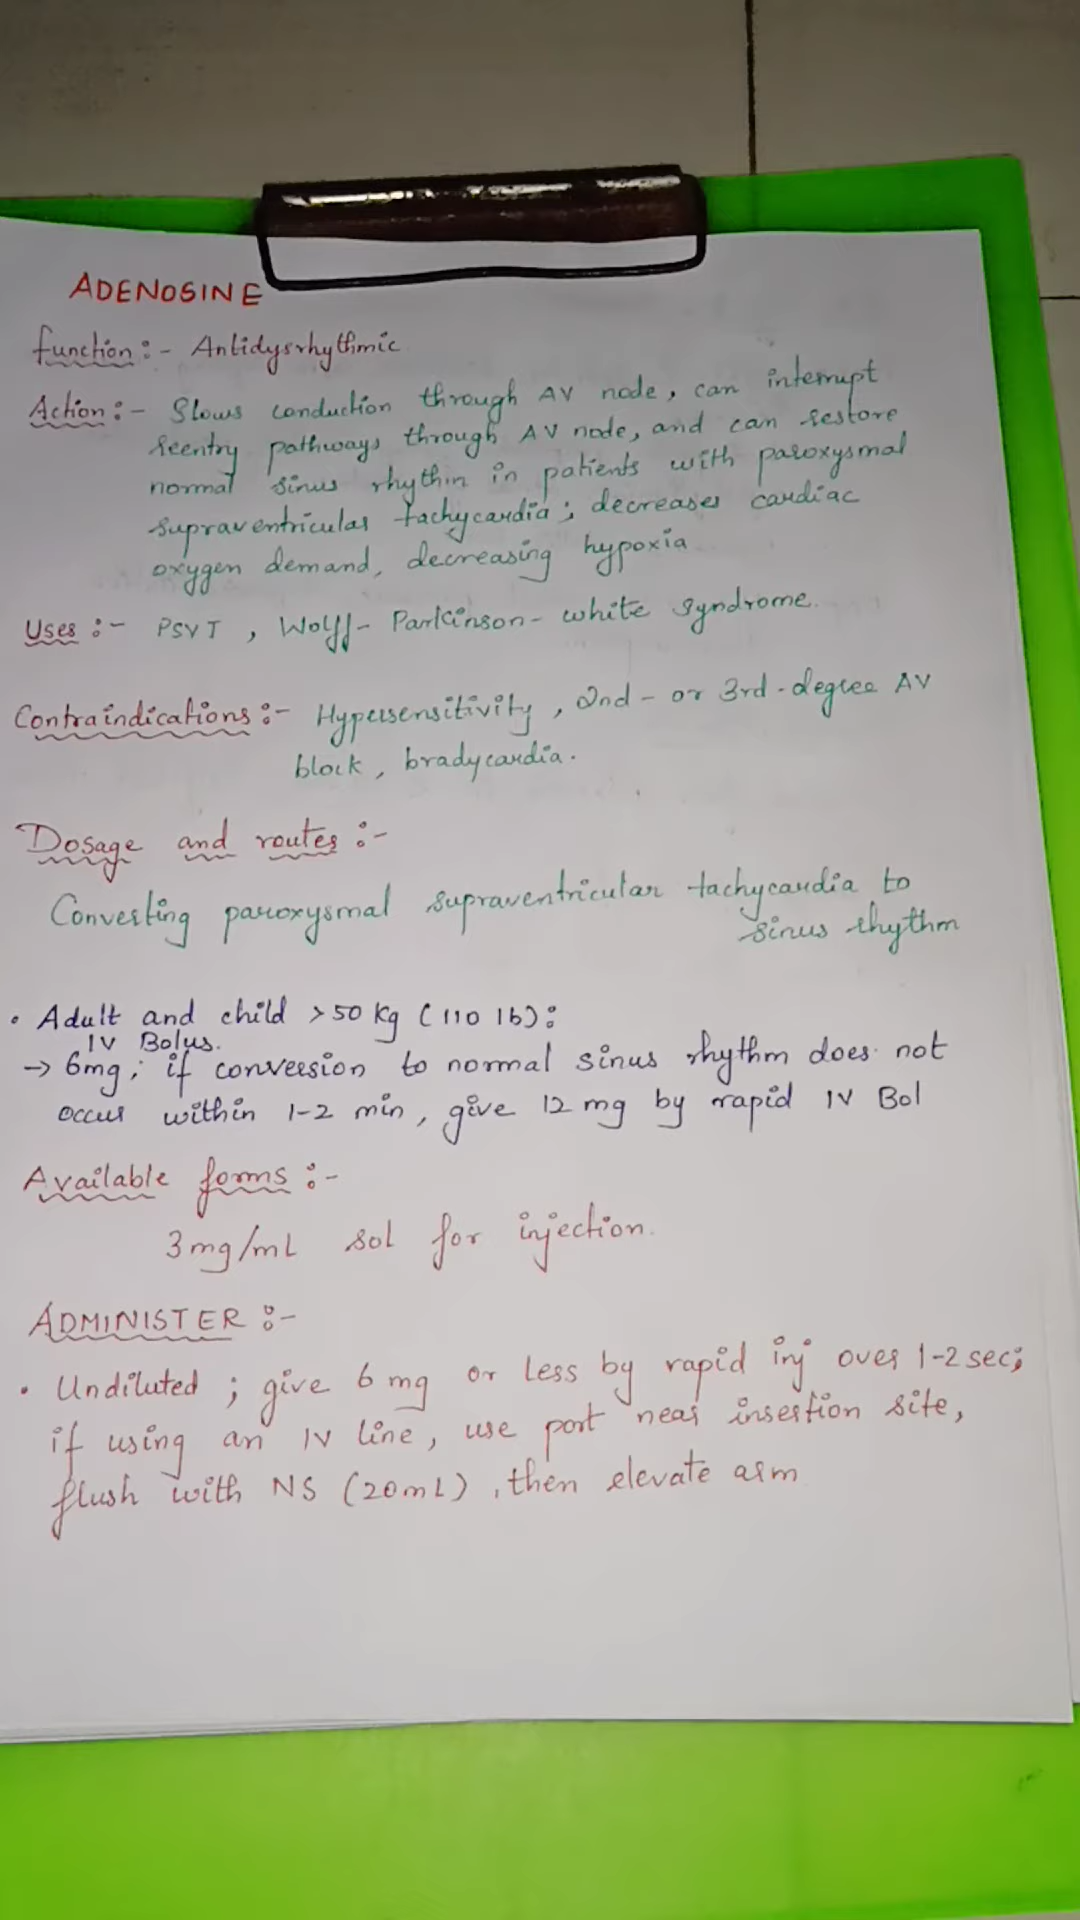 ADENOSINE
Function:- Antidysrhythmic
Action:- Slows conduction through AV node, can interrupt
reentry pathways through AV node, and can restore
normal sinus rhythin in patients with paroxysmal
supraventricular tachycardia; decreases cardiac
oxygen demand, decreasing hypoxia
Uses:- PSVT, Wolff-Parkinson-white syndrome.
Contraindications:- Hypersensitivity, 2nd- or 3rd-degree AV
block, bradycardia.
Dosage and routes:-
Converting paroxysmal supraventricular tachycardia to
sinus rhythm
• Adult and child >50 kg (110 lb):
IV Bolus.
→ 6mg; if conversion to normal sinus rhythm does not
occur within 1-2 min, give 12 mg by rapid IV Bol
Available forms:-
3mg/mL sol for injection.
ADMINISTER:-
• Undiluted; give 6 mg or less by rapid inj over 1-2 sec;
if using an IV line, use port near insertion site,
flush with NS (20mL), then elevate arm